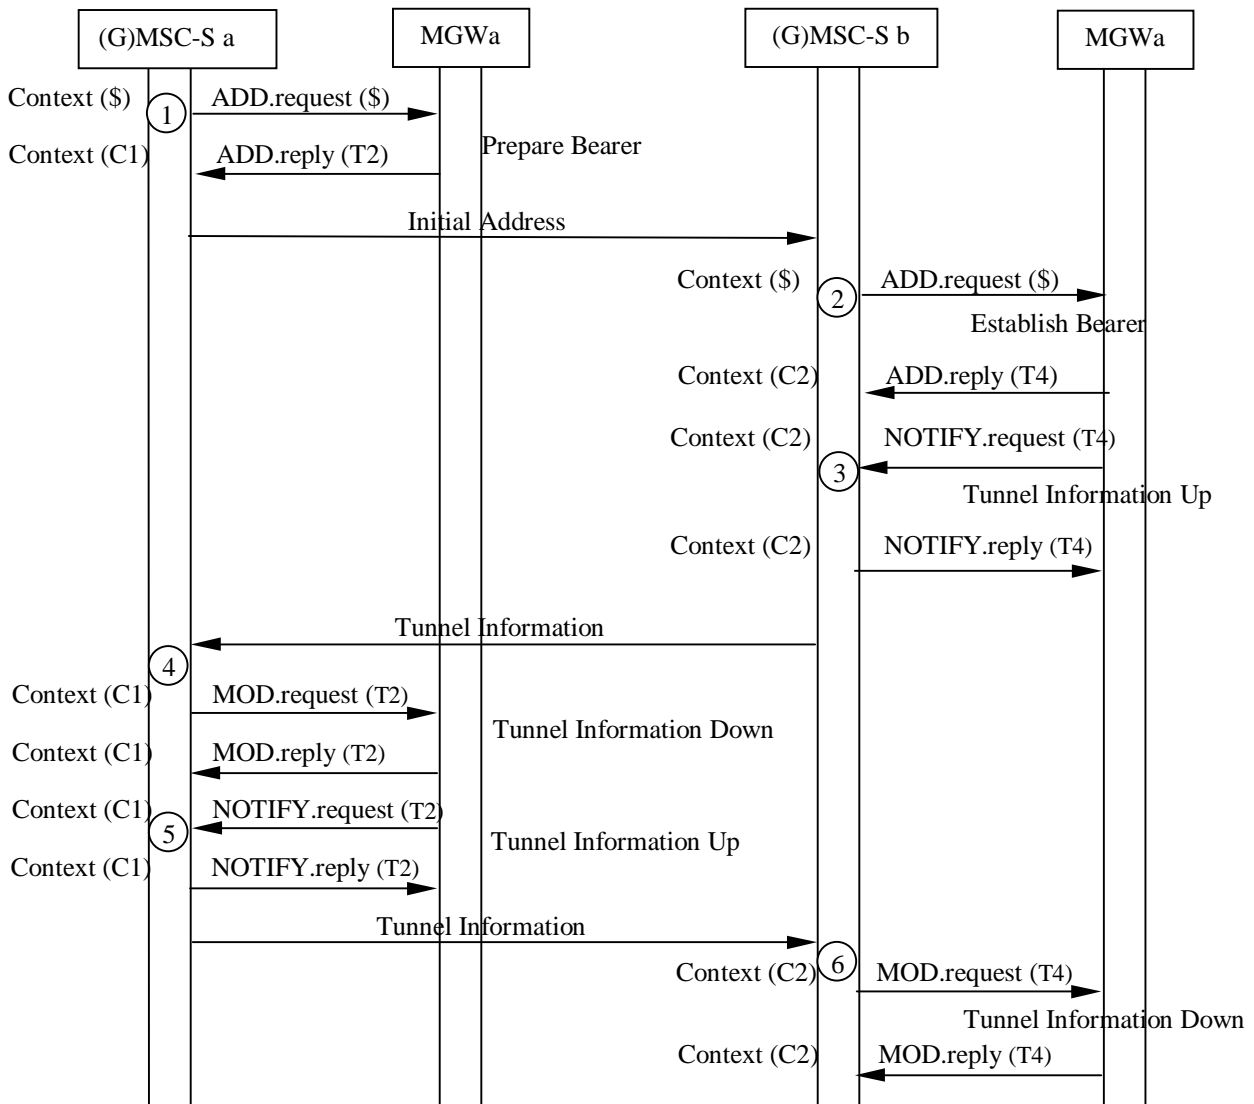 (G)MSC-S a
MGWa
(G)MSC-S b
MGWa
Context ($)
1
ADD.request ($)
Prepare Bearer
Context (C1)
ADD.reply (T2)
Initial Address
Context ($)
2
ADD.request ($)
Establish Bearer
Context (C2)
ADD.reply (T4)
Context (C2)
NOTIFY.request (T4)
3
Tunnel Information Up
Context (C2)
NOTIFY.reply (T4)
Tunnel Information
4
Context (C1)
MOD.request (T2)
Tunnel Information Down
Context (C1)
MOD.reply (T2)
Context (C1)
NOTIFY.request (T2)
5
Tunnel Information Up
Context (C1)
NOTIFY.reply (T2)
Tunnel Information
6
Context (C2)
MOD.request (T4)
Tunnel Information Down
Context (C2)
MOD.reply (T4)